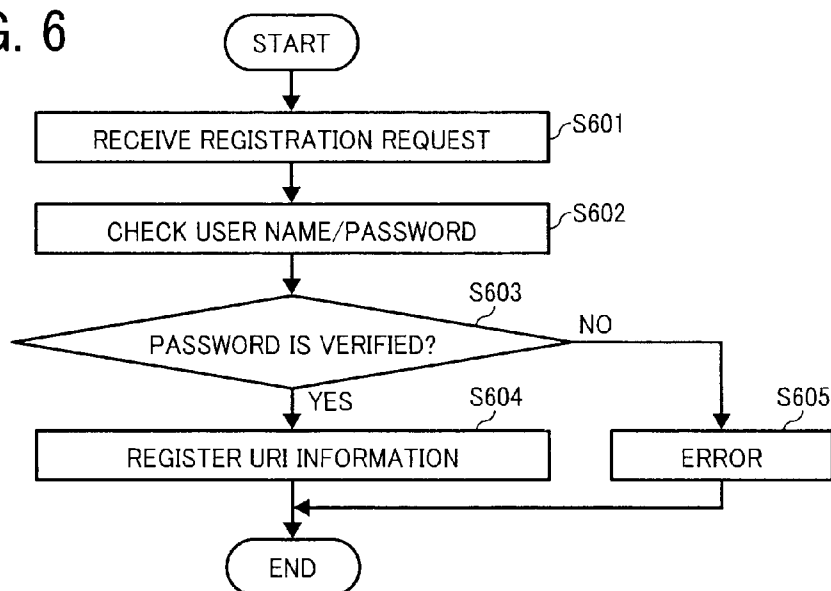 G. 6
START
RECEIVE REGISTRATION REQUEST
S601
CHECK USER NAME/PASSWORD
S602
S603
PASSWORD IS VERIFIED?
NO
YES
S604
S605
REGISTER URI INFORMATION
ERROR
END